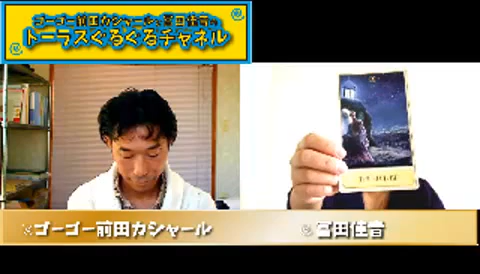 ゴーゴー前田カシャールと冨田佳音の
トーラスぐるぐるチャネル
ゴーゴー前田カシャール
冨田佳音